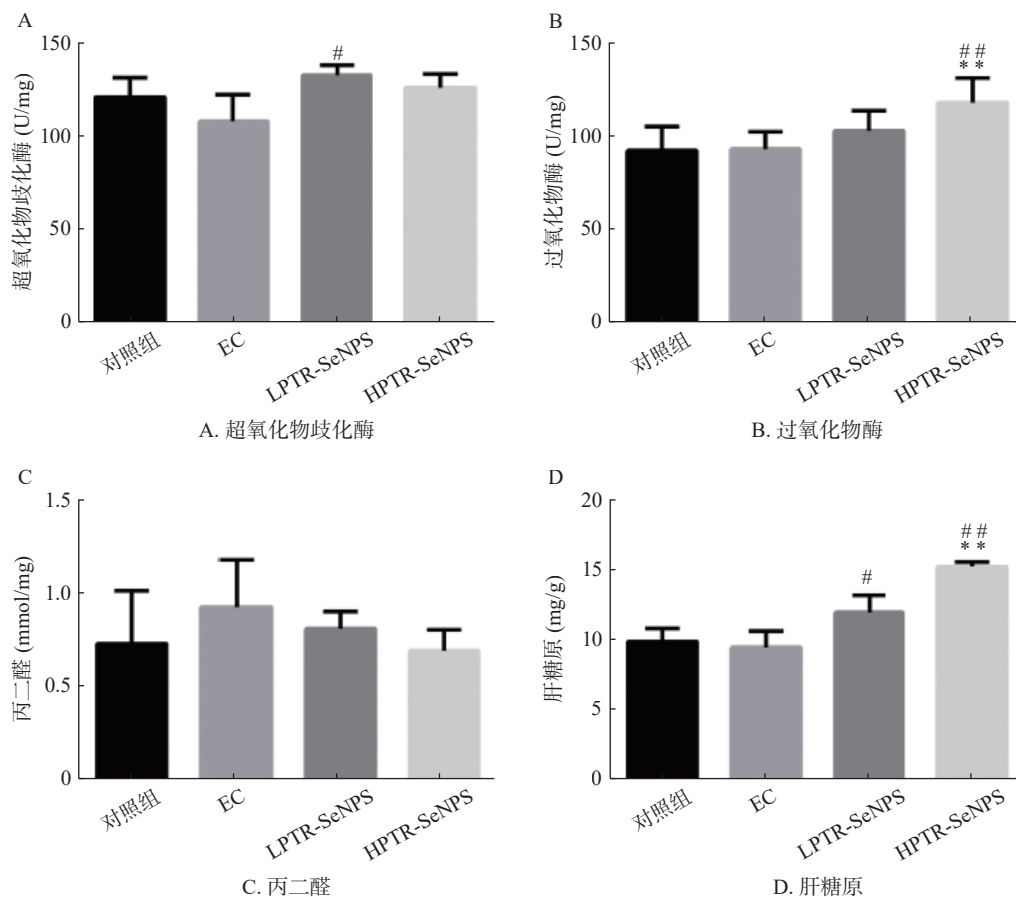 A
超氧化物歧化酶 (U/mg)
150
100
50
0
#
对照组
EC
LPTR-SeNPS
HPTR-SeNPS
A. 超氧化物歧化酶
B
过氧化物酶 (U/mg)
150
100
50
0
# #
* *
对照组
EC
LPTR-SeNPS
HPTR-SeNPS
B. 过氧化物酶
C
丙二醛 (mmol/mg)
1.5
1.0
0.5
0
对照组
EC
LPTR-SeNPS
HPTR-SeNPS
C. 丙二醛
D
肝糖原 (mg/g)
20
15
10
5
0
#
# #
* *
对照组
EC
LPTR-SeNPS
HPTR-SeNPS
D. 肝糖原